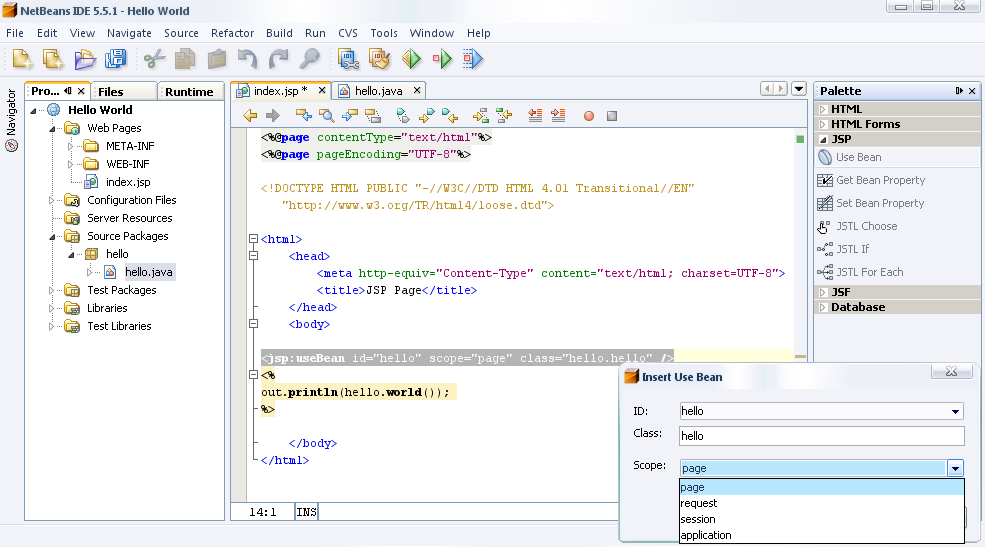 NetBeans IDE 5.5.1 - Hello World
File Edit View Navigate Source Refactor Build Run CVS Tools Window Help
Navigator
Pro... Files Runtime
Hello World
Web Pages
META-INF
WEB-INF
index.jsp
Configuration Files
Server Resources
Source Packages
hello
hello.java
Test Packages
Libraries
Test Libraries
index.jsp * hello.java
<%@page contentType="text/html"%>
<%@page pageEncoding="UTF-8"%>
<!DOCTYPE HTML PUBLIC "-//W3C//DTD HTML 4.01 Transitional//EN"
"http://www.w3.org/TR/html4/loose.dtd">
<html>
<head>
<meta http-equiv="Content-Type" content="text/html; charset=UTF-8">
<title>JSP Page</title>
</head>
<body>
<jsp:useBean id="hello" scope="page" class="hello.hello" />
<%
out.println(hello.world());
%>
</body>
</html>
14:1 INS
Palette
HTML
HTML Forms
JSP
Use Bean
Get Bean Property
Set Bean Property
JSTL Choose
JSTL If
JSTL For Each
JSF
Database
Insert Use Bean
ID: hello
Class: hello
Scope: page
page
request
session
application